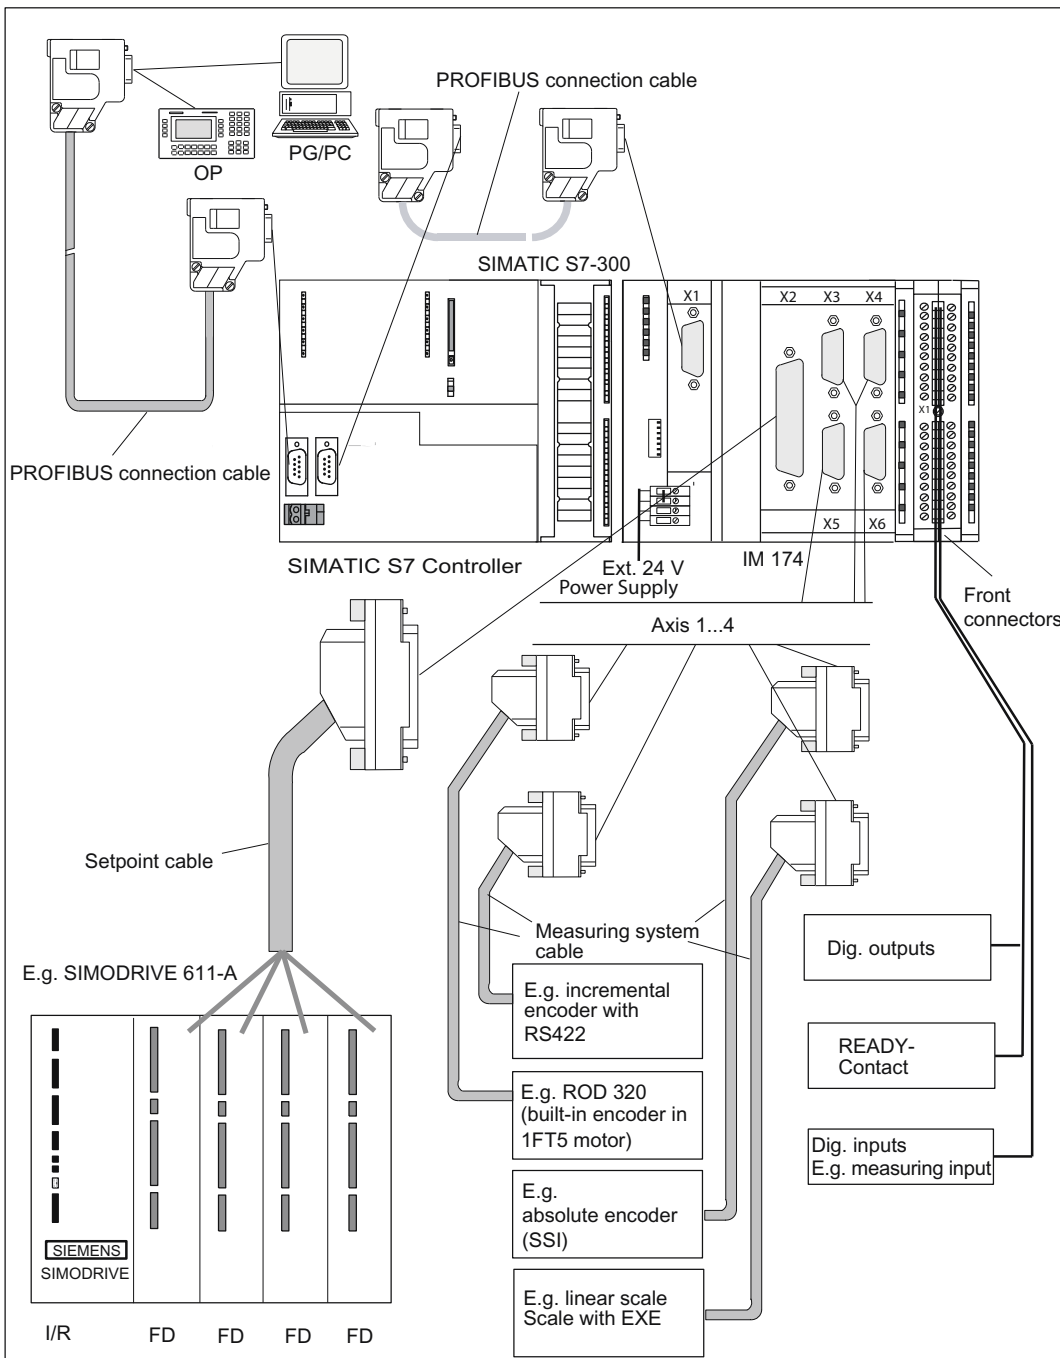 PROFIBUS connection cable
OP
PG/PC
SIMATIC S7-300
X1
X2
X3
X4
X1
PROFIBUS connection cable
X5
X6
SIMATIC S7 Controller
Ext. 24 V
Power Supply
IM 174
Front
connectors
Axis 1...4
Setpoint cable
Measuring system
cable
Dig. outputs
E.g. SIMODRIVE 611-A
E.g. incremental
encoder with
RS422
READY-
Contact
E.g. ROD 320
(built-in encoder in
1FT5 motor)
Dig. inputs
E.g. measuring input
E.g.
absolute encoder
(SSI)
SIEMENS
SIMODRIVE
E.g. linear scale
Scale with EXE
I/R
FD
FD
FD
FD